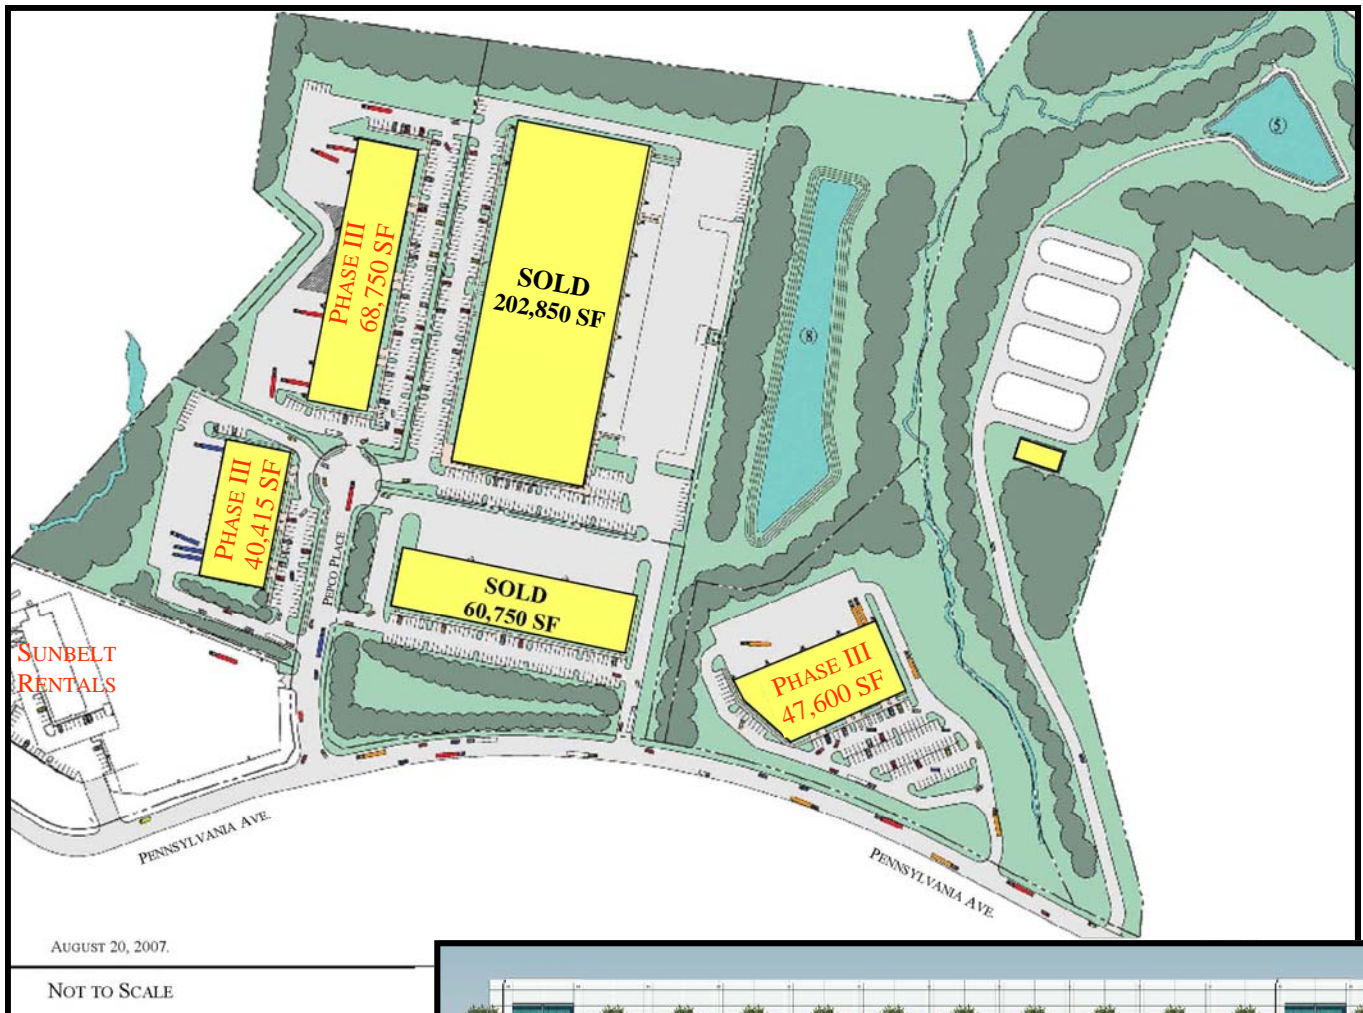 PHASE III
68,750 SF
SOLD
202,850 SF
5
8
PHASE III
40,415 SF
PEPCO PLACE
SOLD
60,750 SF
SUNBELT
RENTALS
PHASE III
47,600 SF
PENNSYLVANIA AVE.
PENNSYLVANIA AVE.
AUGUST 20, 2007.
NOT TO SCALE